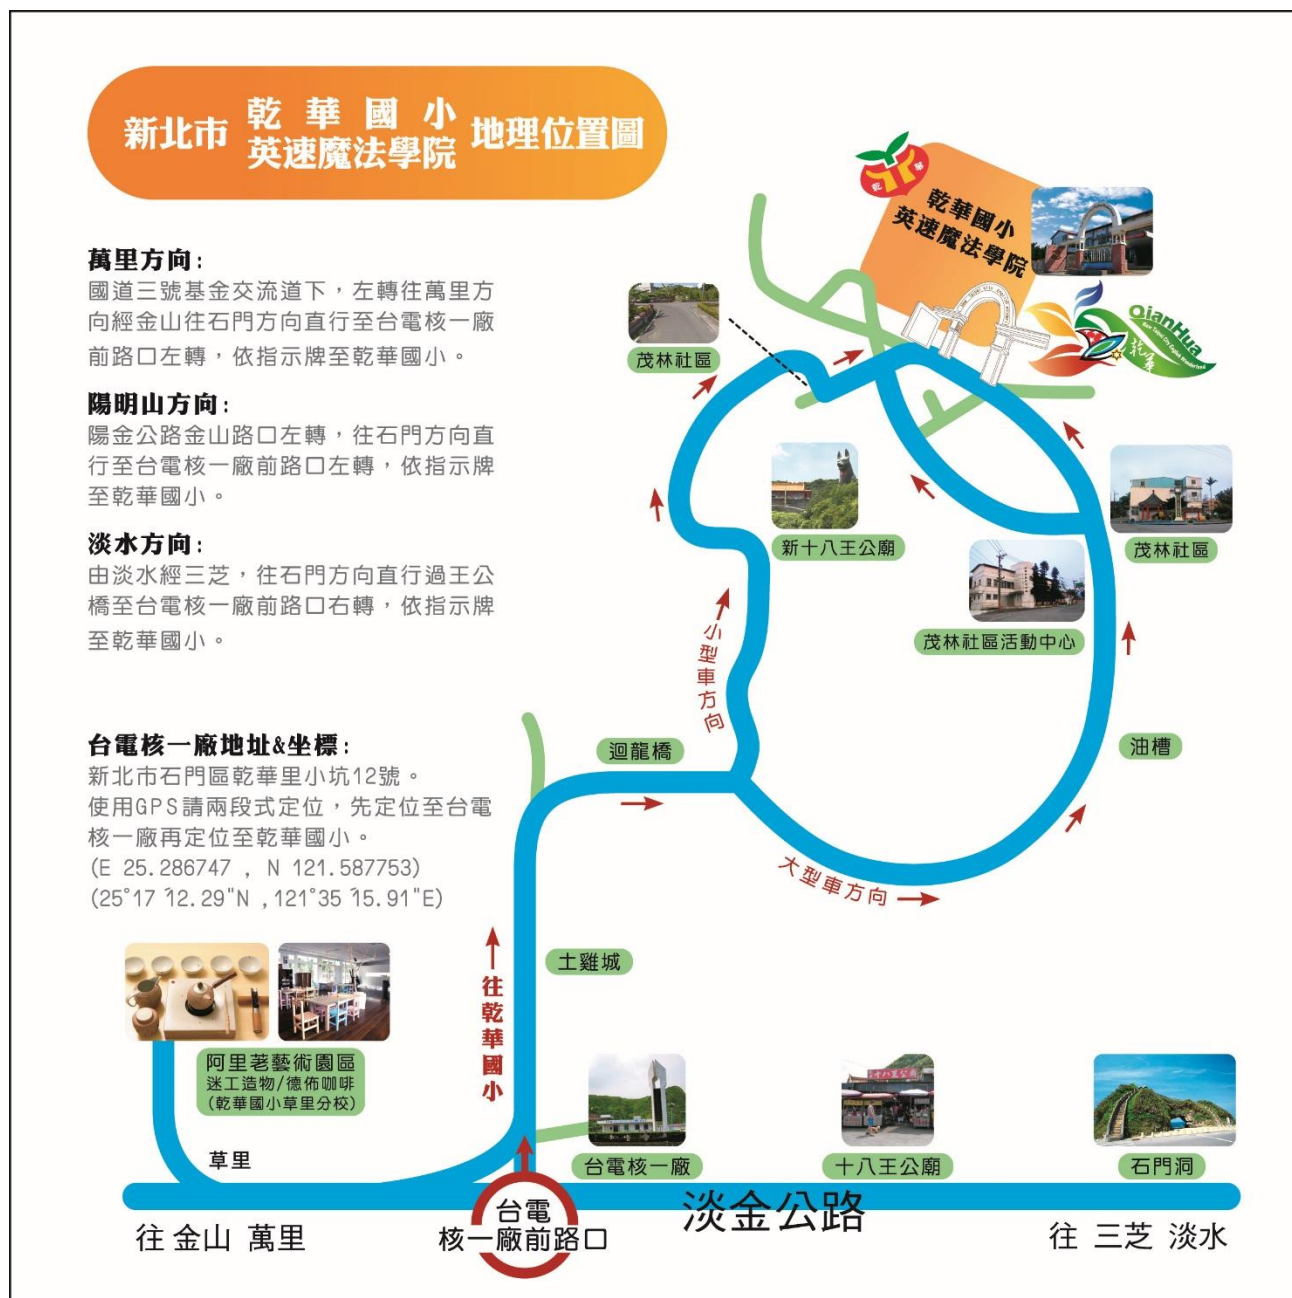 新北市 乾華國小 地理位置圖
英速魔法學院
萬里方向:
國道三號基金交流道下，左轉往萬里方
向經金山往石門方向直行至台電核一廠
前路口左轉，依指示牌至乾華國小。
陽明山方向:
陽金公路金山路口左轉，往石門方向直
行至台電核一廠前路口左轉，依指示牌
至乾華國小。
淡水方向:
由淡水經三芝，往石門方向直行過王公
橋至台電核一廠前路口右轉，依指示牌
至乾華國小。
台電核一廠地址&坐標:
新北市石門區乾華里小坑12號。
使用GPS請兩段式定位，先定位至台電
核一廠再定位至乾華國小。
(E 25.286747 , N 121.587753)
(25°17 12.29"N ,121°35 15.91"E)
乾 華
乾華國小
英速魔法學院
QianHua
New Taipei City English Wonderland
乾華
茂林社區
新十八王公廟
茂林社區
茂林社區活動中心
小型車方向
迴龍橋
油槽
大型車方向
往乾華國小
土雞城
阿里荖藝術園區
迷工造物/德佈咖啡
(乾華國小草里分校)
草里
台電核一廠
十八王公廟
石門洞
台電
核一廠前路口
淡金公路
往 金山 萬里
往 三芝 淡水